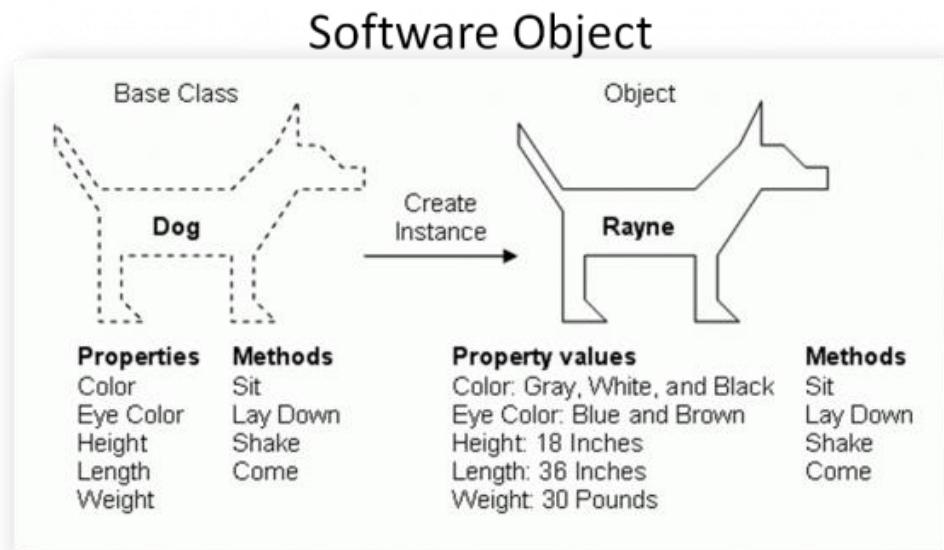 Software Object
Base Class
Dog
Create
Instance
Object
Rayne
Properties
Color
Eye Color
Height
Length
Weight
Methods
Sit
Lay Down
Shake
Come
Property values
Color: Gray, White, and Black
Eye Color: Blue and Brown
Height: 18 Inches
Length: 36 Inches
Weight: 30 Pounds
Methods
Sit
Lay Down
Shake
Come